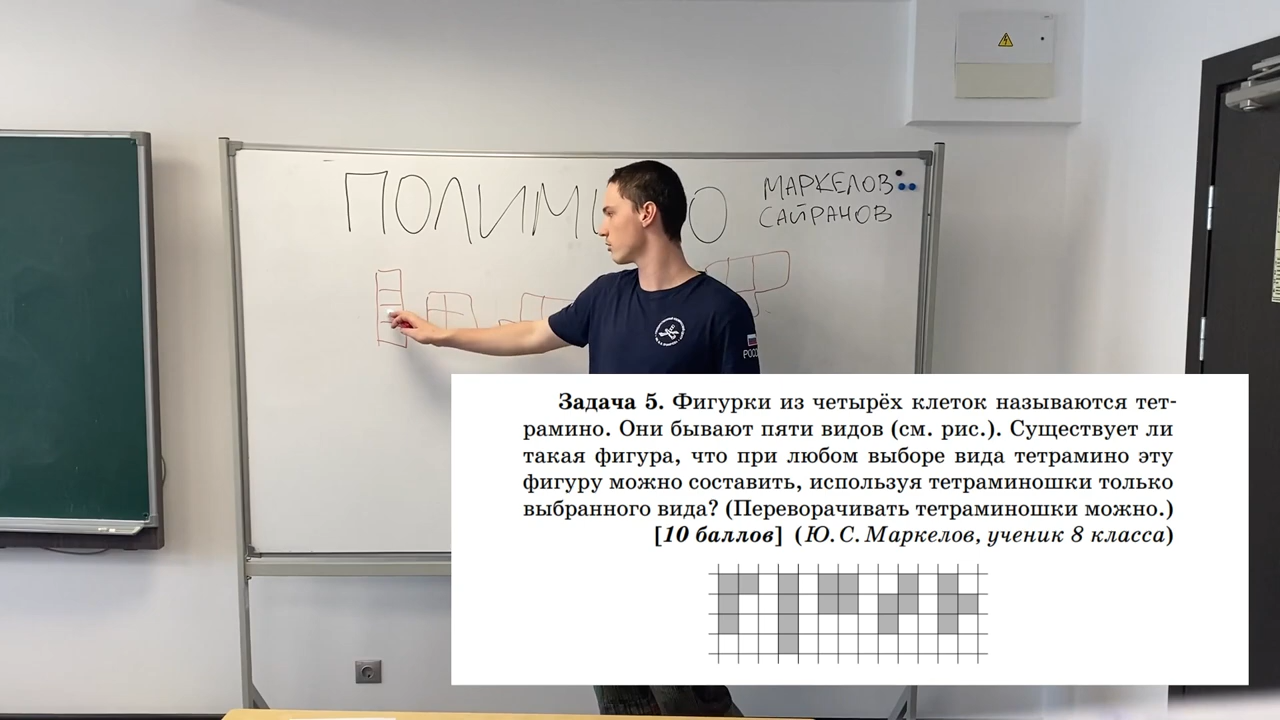 ПОЛИМИ О
МАРКЕЛОВ
САЙРАНОВ
РОСС
Задача 5. Фигурки из четырёх клеток называются тет-
рамино. Они бывают пяти видов (см. рис.). Существует ли
такая фигура, что при любом выборе вида тетрамино эту
фигуру можно составить, используя тетраминошки только
выбранного вида? (Переворачивать тетраминошки можно.)
[10 баллов] (Ю. С. Маркелов, ученик 8 класса)